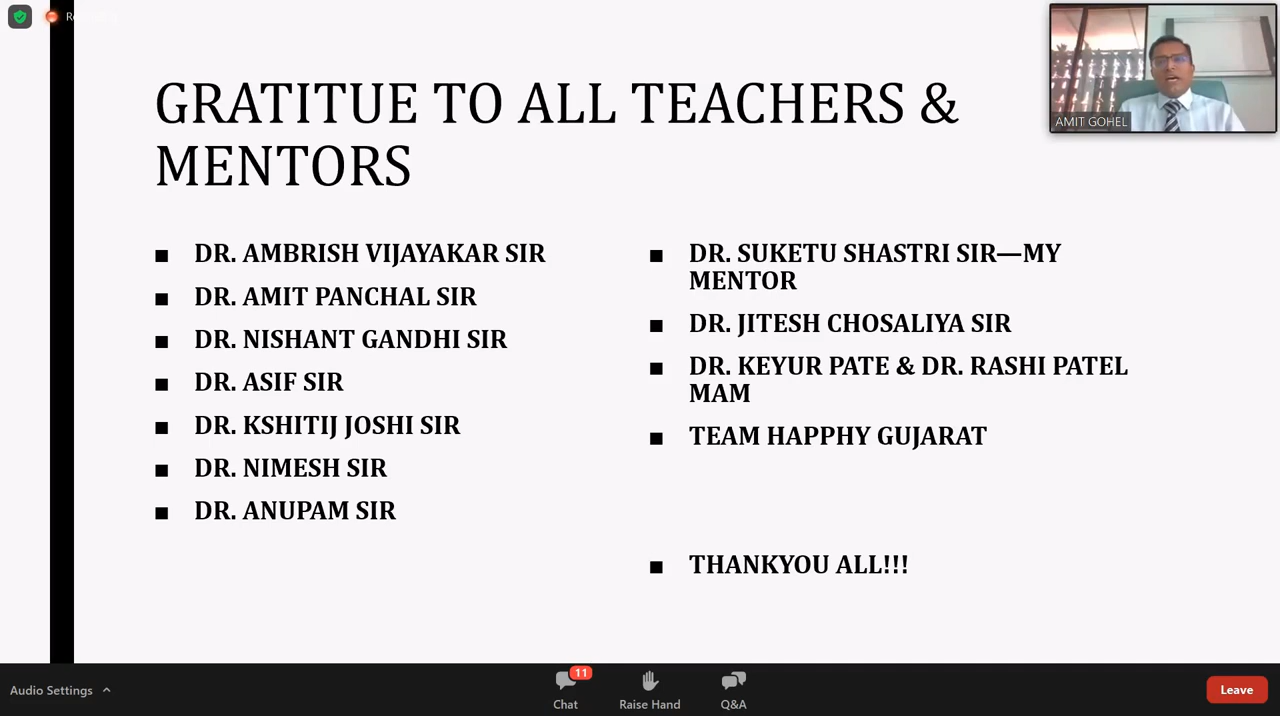 GRATITUE TO ALL TEACHERS &
MENTORS
AMIT GOHEL
■ DR. AMBRISH VIJAYAKAR SIR
■ DR. AMIT PANCHAL SIR
■ DR. NISHANT GANDHI SIR
■ DR. ASIF SIR
■ DR. KSHITIJ JOSHI SIR
■ DR. NIMESH SIR
■ DR. ANUPAM SIR
■ DR. SUKETU SHASTRI SIR—MY
MENTOR
■ DR. JITESH CHOSALIYA SIR
■ DR. KEYUR PATE & DR. RASHI PATEL
MAM
■ TEAM HAPPHY GUJARAT
■ THANKYOU ALL!!!
Audio Settings
11
Chat
Raise Hand
Q&A
Leave